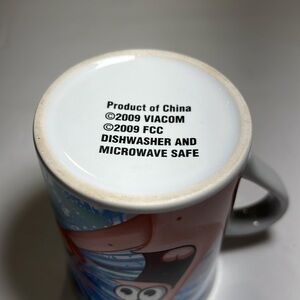 Product of China
©2009 VIACOM
©2009 FCC
DISHWASHER AND
MICROWAVE SAFE